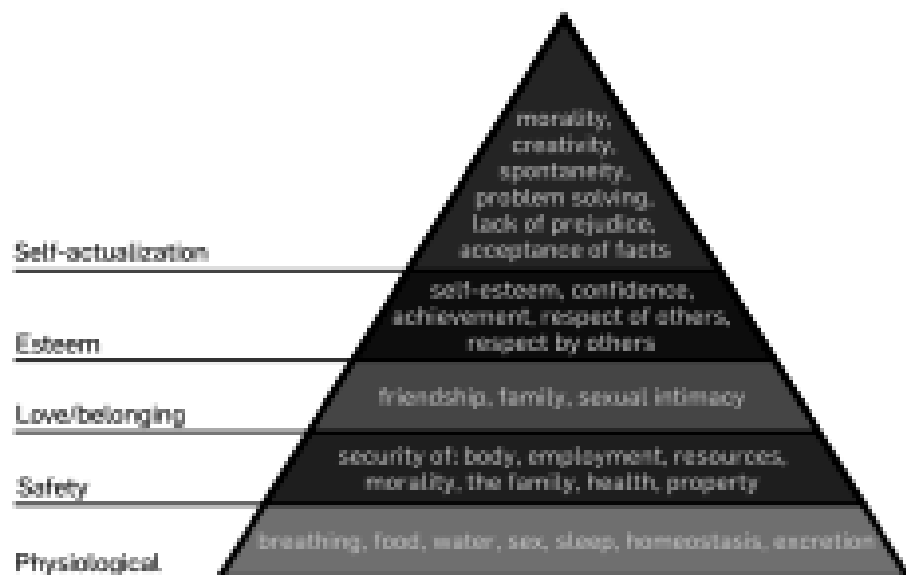 morality,
creativity,
spontaneity,
problem solving,
lack of prejudice,
acceptance of facts
Self-actualization
self-esteem, confidence,
achievement, respect of others,
respect by others
Esteem
friendship, family, sexual intimacy
Love/belonging
security of: body, employment, resources,
morality, the family, health, property
Safety
breathing, food, water, sex, sleep, homeostasis, excretion
Physiological